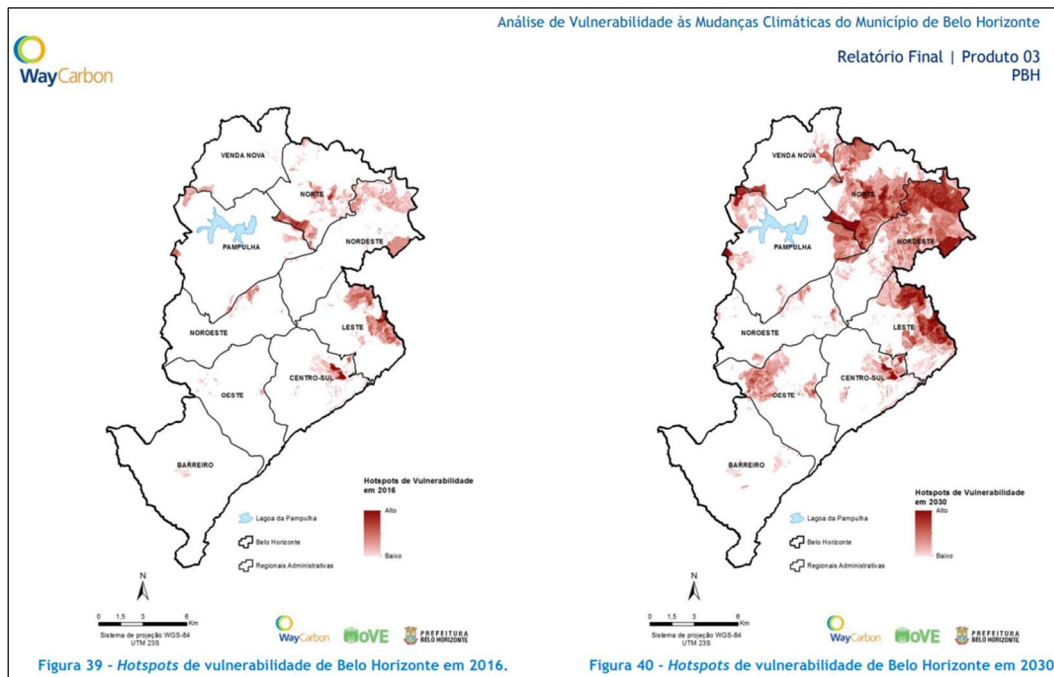 Análise de Vulnerabilidade às Mudanças Climáticas do Município de Belo Horizonte
WayCarbon
Relatório Final | Produto 03
PBH
VENDA NOVA
NORTE
PAMPULHA
NORDESTE
NOROESTE
LESTE
CENTRO-SUL
OESTE
BARREIRO
Hotspots de Vulnerabilidade
em 2016
Alto
Baixo
Lagoa da Pampulha
Belo Horizonte
Regionais Administrativas
N
0 1,5 3 6
Km
Sistema de projeção WGS-84
UTM 23S
WayCarbon MOVE PREFEITURA
BELO HORIZONTE
Figura 39 - Hotspots de vulnerabilidade de Belo Horizonte em 2016.
VENDA NOVA
NORTE
PAMPULHA
NORDESTE
NOROESTE
LESTE
CENTRO-SUL
OESTE
BARREIRO
Hotspots de Vulnerabilidade
em 2030
Alto
Baixo
Lagoa da Pampulha
Belo Horizonte
Regionais Administrativas
N
0 1,5 3 6
Km
Sistema de projeção WGS-84
UTM 23S
WayCarbon MOVE PREFEITURA
BELO HORIZONTE
Figura 40 - Hotspots de vulnerabilidade de Belo Horizonte em 2030